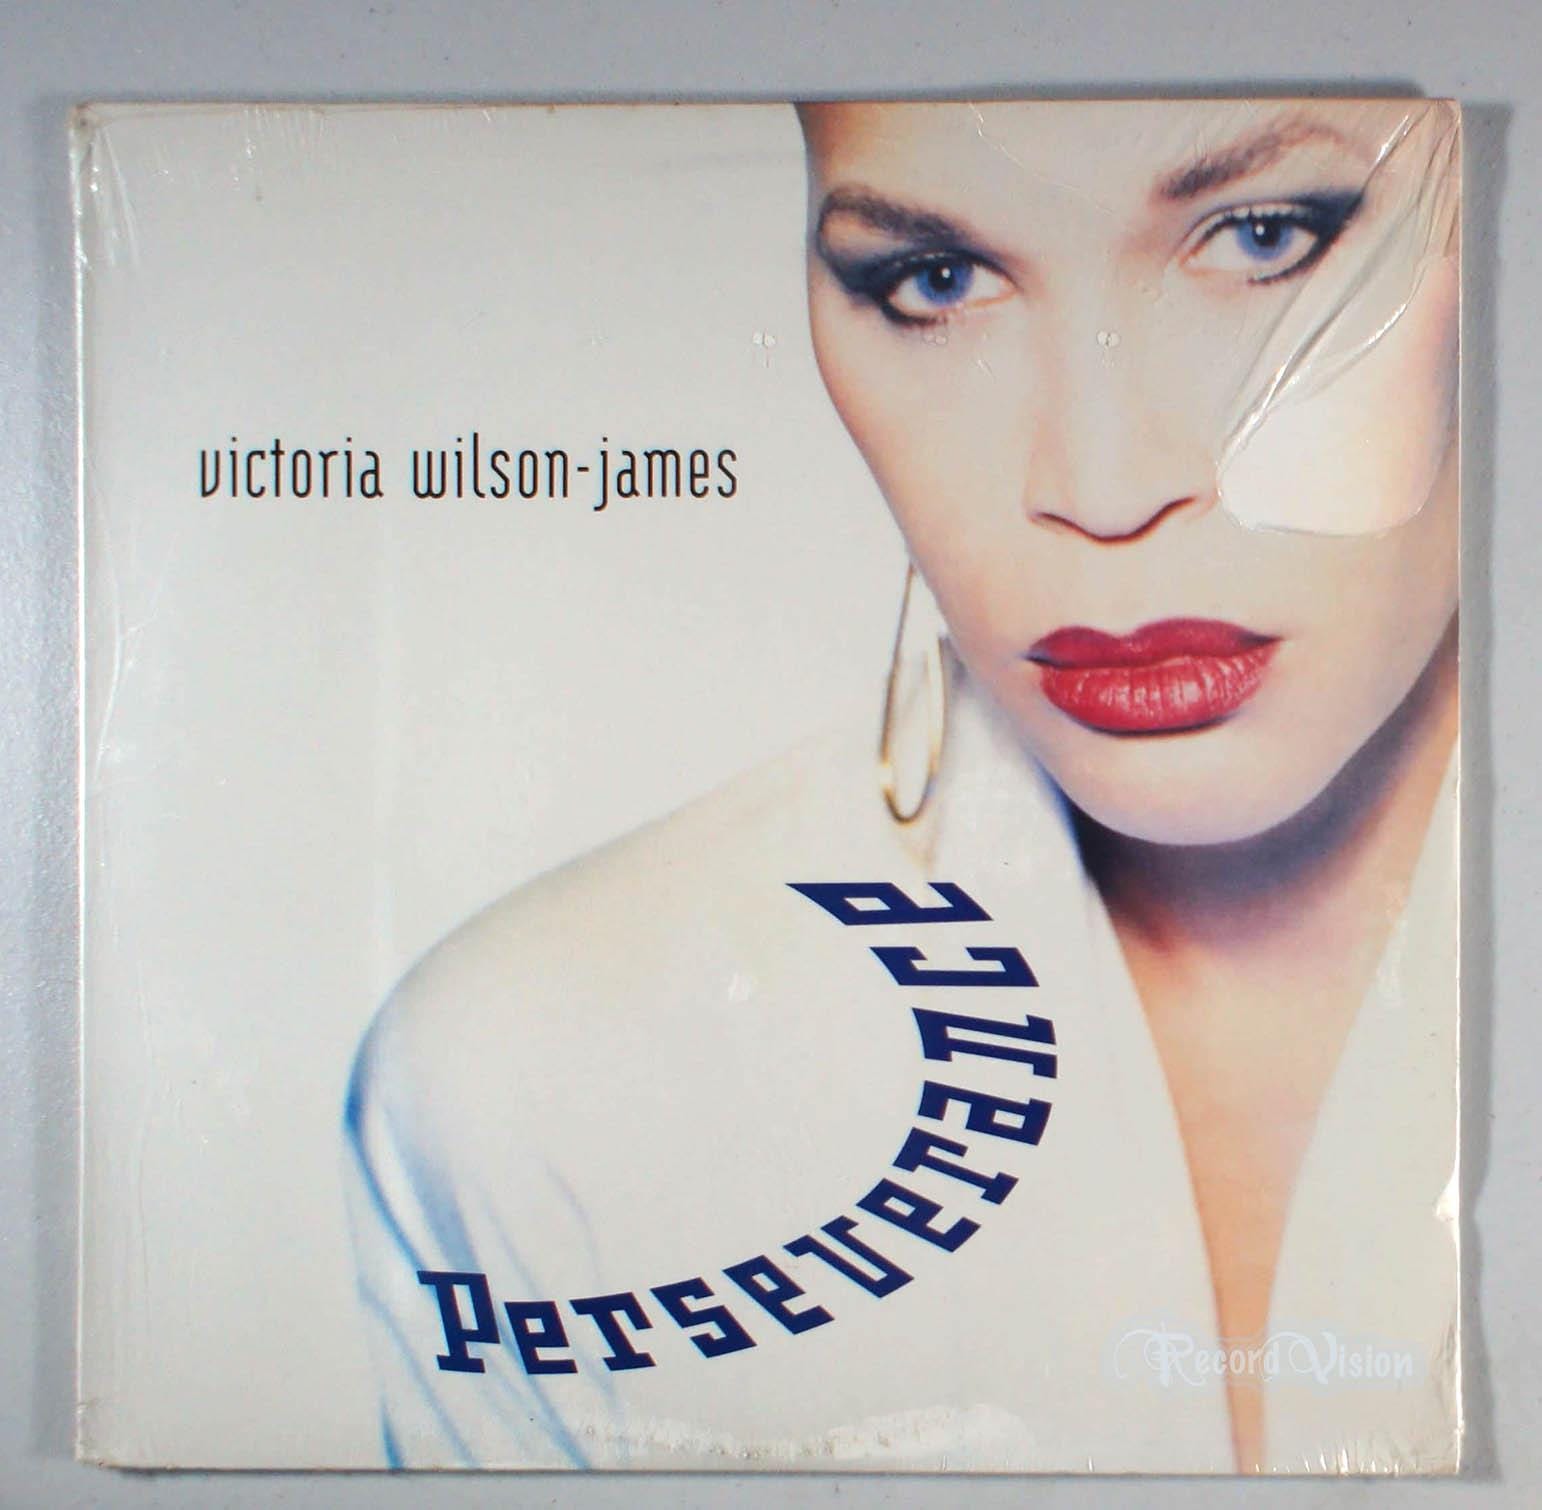 victoria wilson-james
Perseverance
Record Vision